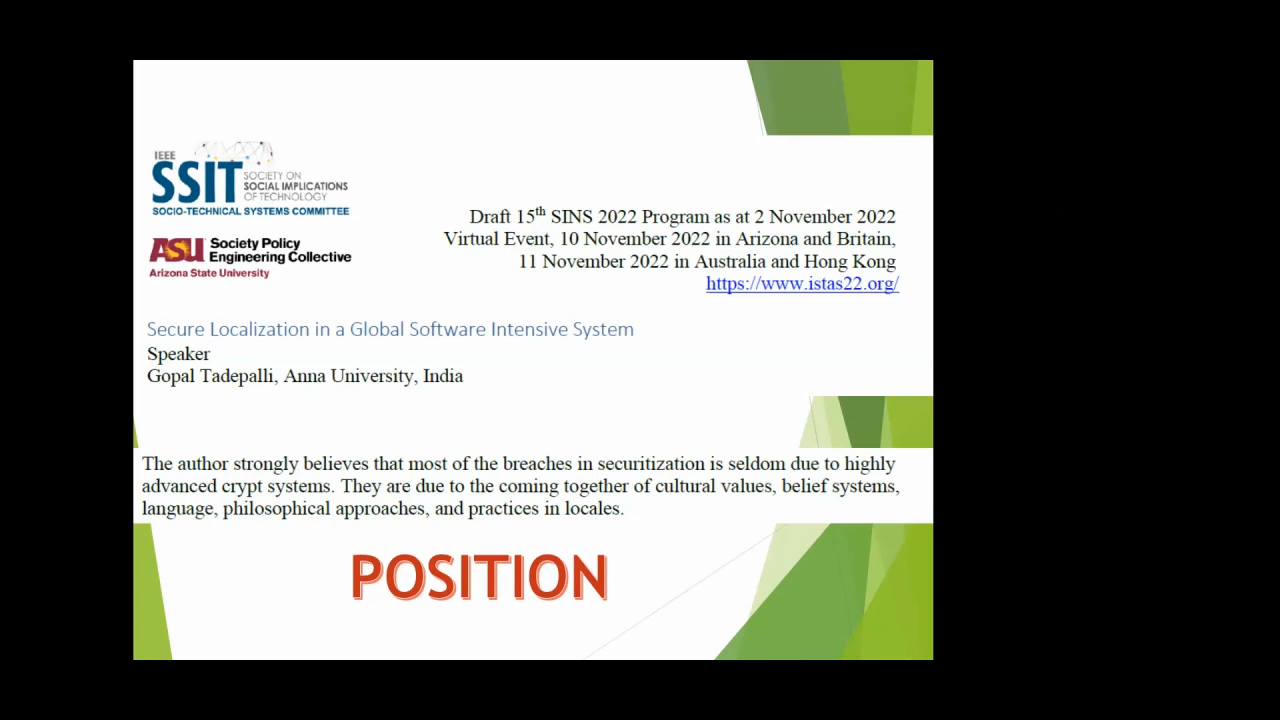 IEEE
SSIT SOCIETY ON
SOCIAL IMPLICATIONS
OF TECHNOLOGY
SOCIO-TECHNICAL SYSTEMS COMMITTEE
ASU Society Policy
Engineering Collective
Arizona State University
Draft 15th SINS 2022 Program as at 2 November 2022
Virtual Event, 10 November 2022 in Arizona and Britain,
11 November 2022 in Australia and Hong Kong
https://www.istas22.org/
Secure Localization in a Global Software Intensive System
Speaker
Gopal Tadepalli, Anna University, India
The author strongly believes that most of the breaches in securitization is seldom due to highly
advanced crypt systems. They are due to the coming together of cultural values, belief systems,
language, philosophical approaches, and practices in locales.
POSITION